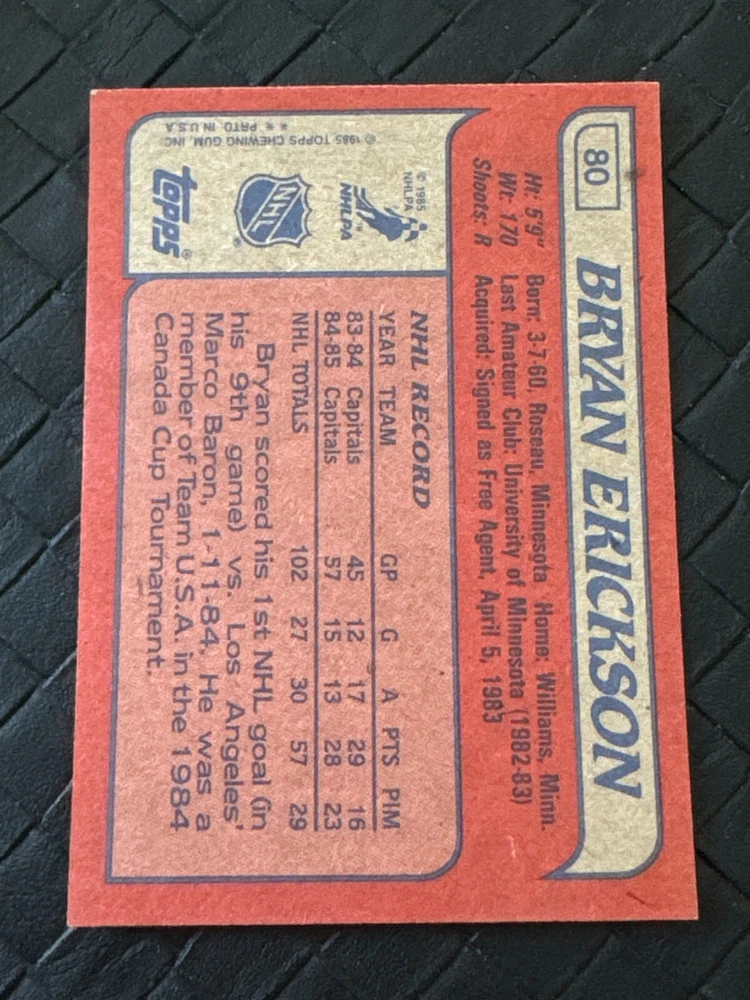 80
BRYAN ERICKSON
Ht: 5'9" Born: 3-7-60, Roseau, Minnesota Home: Williams, Minn.
Wt: 170 Last Amateur Club: University of Minnesota (1982-83)
Shoots: R Acquired: Signed as Free Agent, April 5, 1983
© 1985
NHLPA
NHLPA
TM
NHL
®
topps®
© 1985 TOPPS CHEWING GUM, INC.
** PRTD. IN U.S.A.
NHL RECORD
YEAR TEAM GP G A PTS PIM
83-84 Capitals 45 12 17 29 16
84-85 Capitals 57 15 13 28 23
NHL TOTALS 102 27 30 57 29
Bryan scored his 1st NHL goal (in
his 9th game) vs. Los Angeles'
Marco Baron, 1-11-84. He was a
member of Team U.S.A. in the 1984
Canada Cup Tournament.